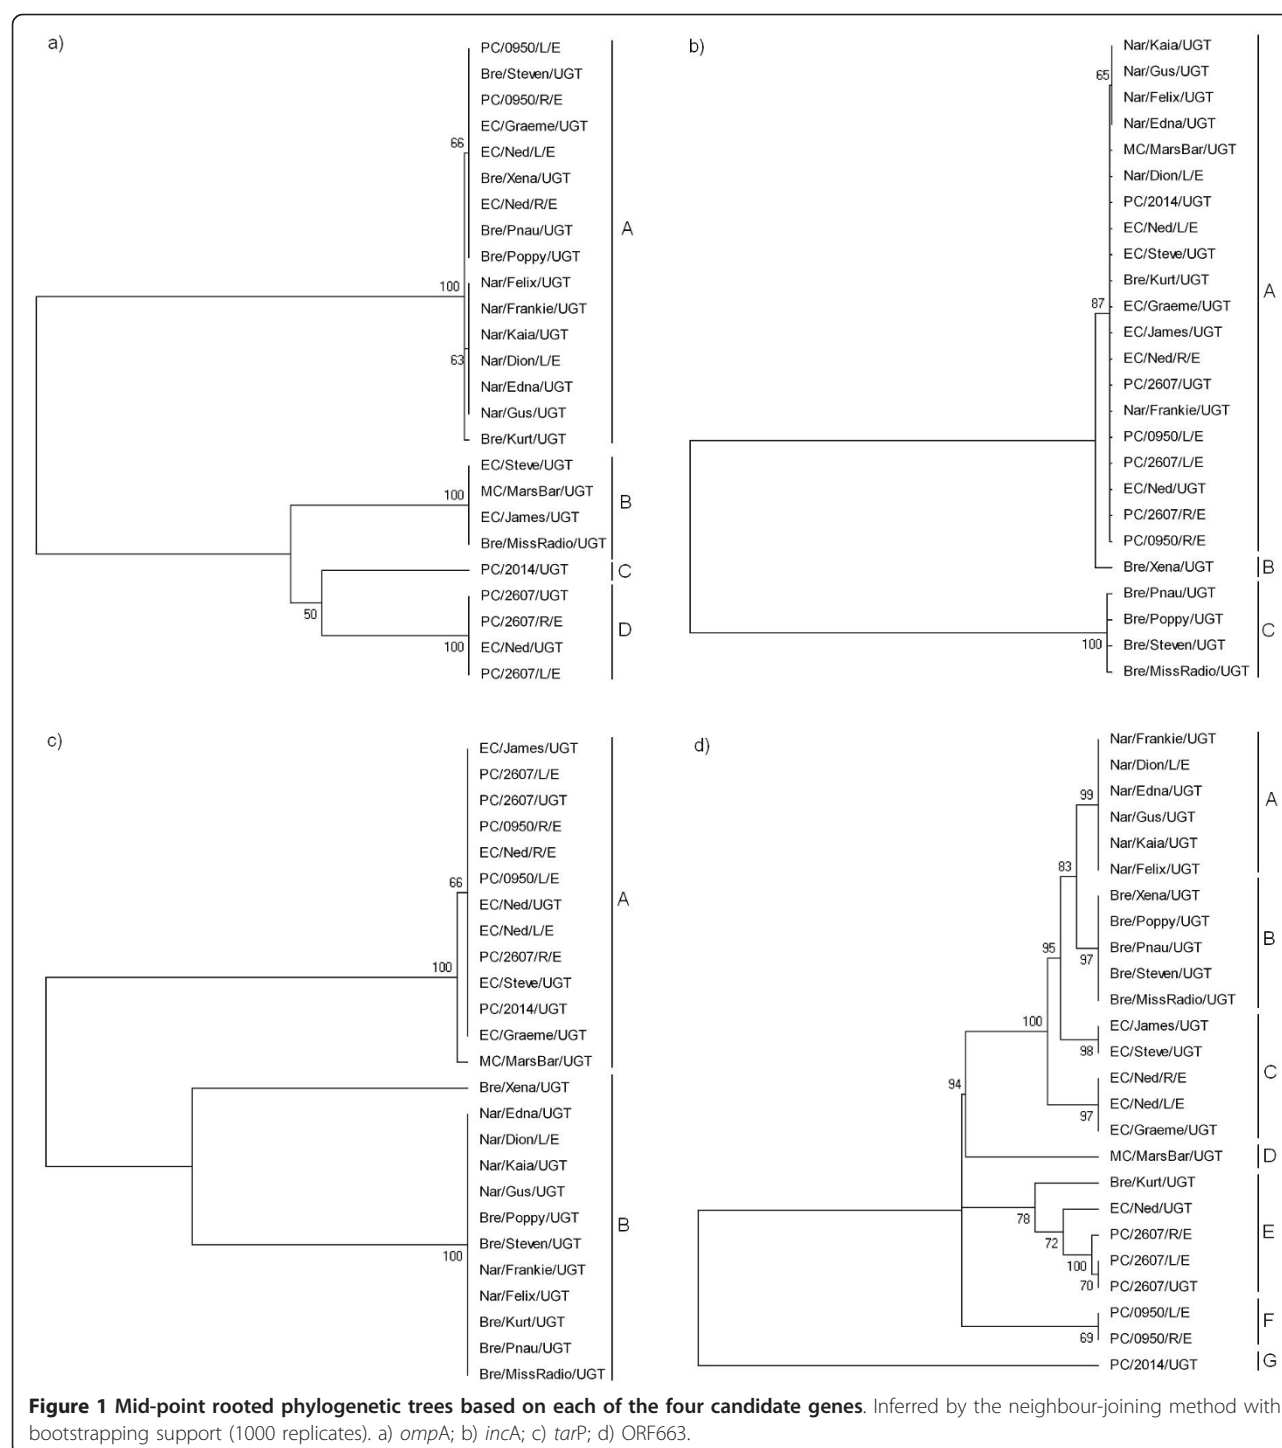 a)
PC/0950/L/E
Bre/Steven/UGT
PC/0950/R/E
EC/Graeme/UGT
66
EC/Ned/L/E
Bre/Xena/UGT
EC/Ned/R/E
Bre/Pnau/UGT
A
Bre/Poppy/UGT
100
Nar/Felix/UGT
Nar/Frankie/UGT
Nar/Kaia/UGT
63
Nar/Dion/L/E
Nar/Edna/UGT
Nar/Gus/UGT
Bre/Kurt/UGT
EC/Steve/UGT
100
MC/MarsBar/UGT
B
EC/James/UGT
Bre/MissRadio/UGT
PC/2014/UGT
C
PC/2607/UGT
50
PC/2607/R/E
D
100
EC/Ned/UGT
PC/2607/L/E
b)
Nar/Kaia/UGT
65
Nar/Gus/UGT
Nar/Felix/UGT
Nar/Edna/UGT
MC/MarsBar/UGT
Nar/Dion/L/E
PC/2014/UGT
EC/Ned/L/E
EC/Steve/UGT
Bre/Kurt/UGT
A
87
EC/Graeme/UGT
EC/James/UGT
EC/Ned/R/E
PC/2607/UGT
Nar/Frankie/UGT
PC/0950/L/E
PC/2607/L/E
EC/Ned/UGT
PC/2607/R/E
PC/0950/R/E
Bre/Xena/UGT
B
Bre/Pnau/UGT
Bre/Poppy/UGT
100
Bre/Steven/UGT
C
Bre/MissRadio/UGT
c)
EC/James/UGT
PC/2607/L/E
PC/2607/UGT
PC/0950/R/E
EC/Ned/R/E
66
PC/0950/L/E
EC/Ned/UGT
A
EC/Ned/L/E
PC/2607/R/E
100
EC/Steve/UGT
PC/2014/UGT
EC/Graeme/UGT
MC/MarsBar/UGT
Bre/Xena/UGT
Nar/Edna/UGT
Nar/Dion/L/E
Nar/Kaia/UGT
Nar/Gus/UGT
Bre/Poppy/UGT
B
Bre/Steven/UGT
100
Nar/Frankie/UGT
Nar/Felix/UGT
Bre/Kurt/UGT
Bre/Pnau/UGT
Bre/MissRadio/UGT
d)
Nar/Frankie/UGT
Nar/Dion/L/E
99
Nar/Edna/UGT
A
Nar/Gus/UGT
Nar/Kaia/UGT
83
Nar/Felix/UGT
Bre/Xena/UGT
Bre/Poppy/UGT
B
95
Bre/Pnau/UGT
97
Bre/Steven/UGT
Bre/MissRadio/UGT
100
EC/James/UGT
98
EC/Steve/UGT
C
94
EC/Ned/R/E
EC/Ned/L/E
97
EC/Graeme/UGT
MC/MarsBar/UGT
D
Bre/Kurt/UGT
78
EC/Ned/UGT
E
72
PC/2607/R/E
100
PC/2607/L/E
70
PC/2607/UGT
PC/0950/L/E
F
69
PC/0950/R/E
PC/2014/UGT
G
Figure 1 Mid-point rooted phylogenetic trees based on each of the four candidate genes. Inferred by the neighbour-joining method with
bootstrapping support (1000 replicates). a) ompA; b) incA; c) tarP; d) ORF663.